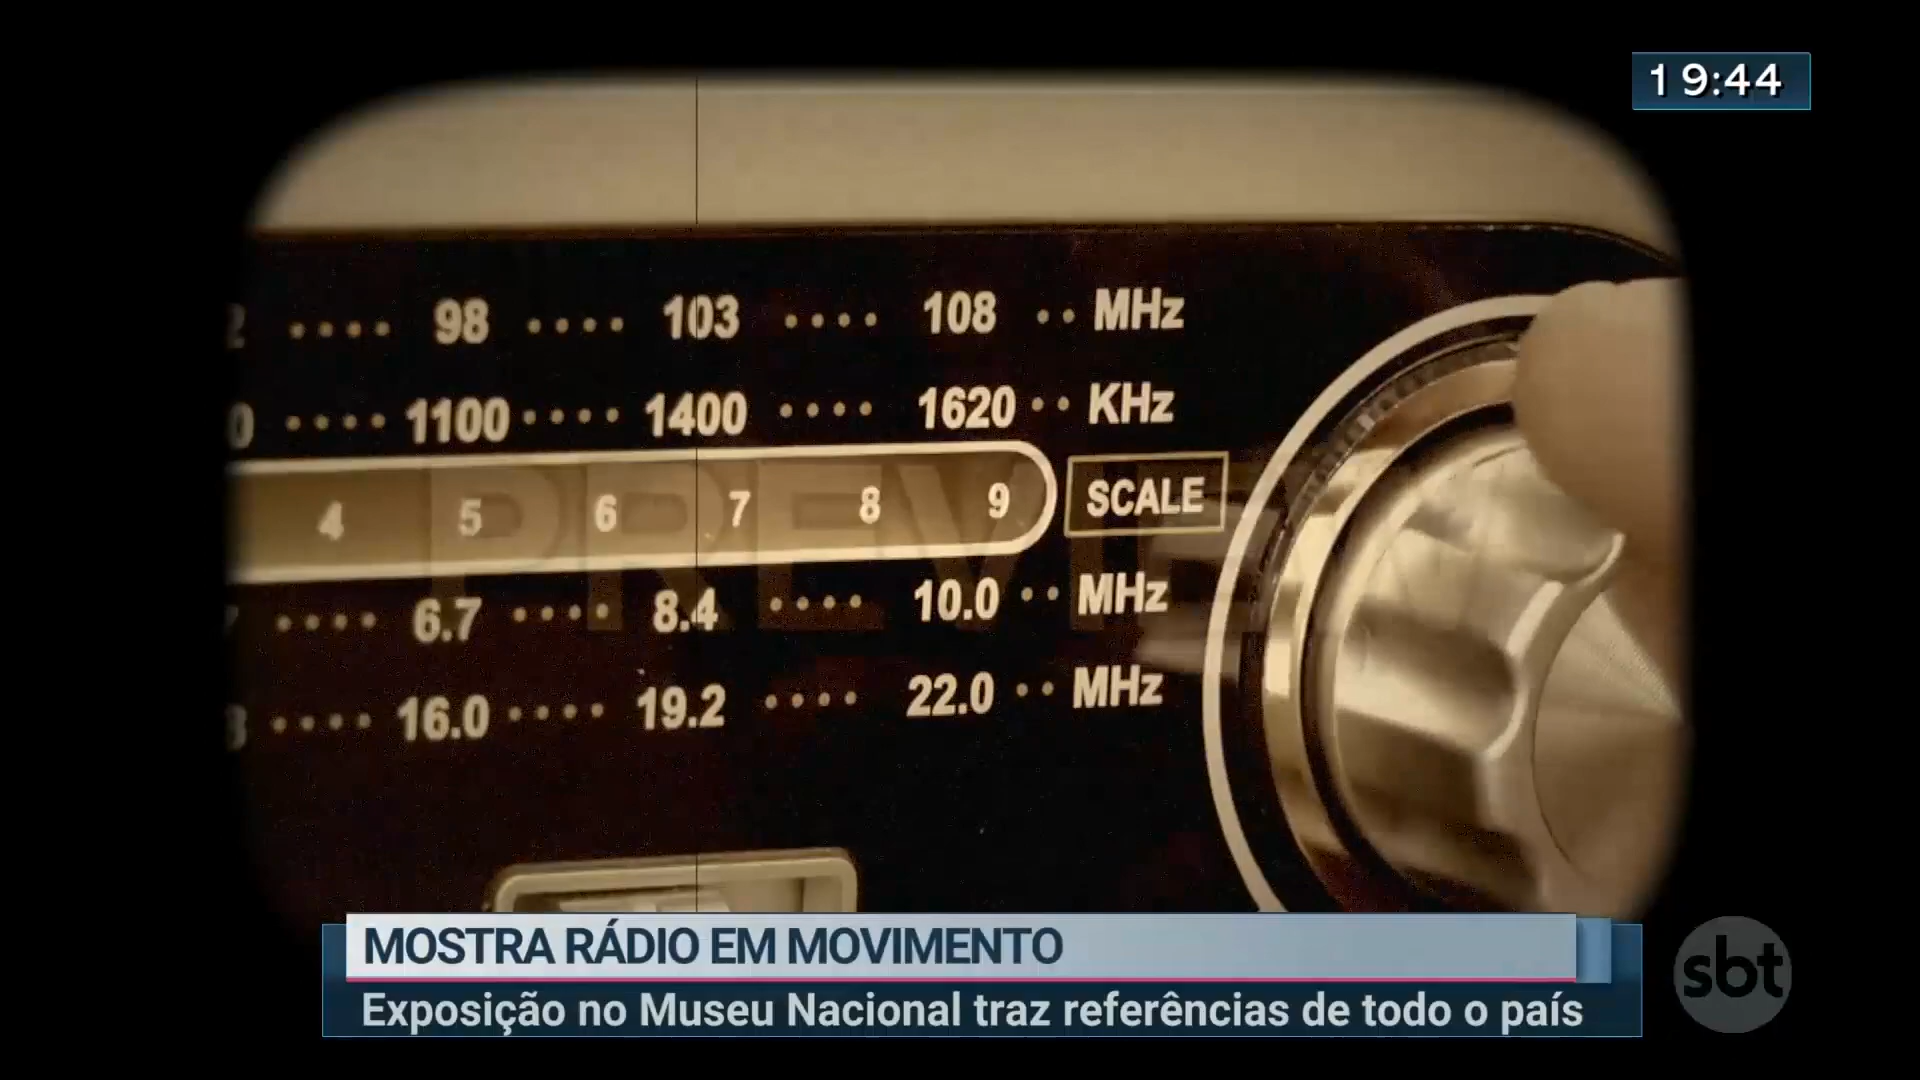 19:44
98 103 108 MHz
1100 1400 1620 KHz
4 5 6 7 8 9 SCALE
6.7 8.4 10.0 MHz
16.0 19.2 22.0 MHz
MOSTRA RÁDIO EM MOVIMENTO
Exposição no Museu Nacional traz referências de todo o país
sbt